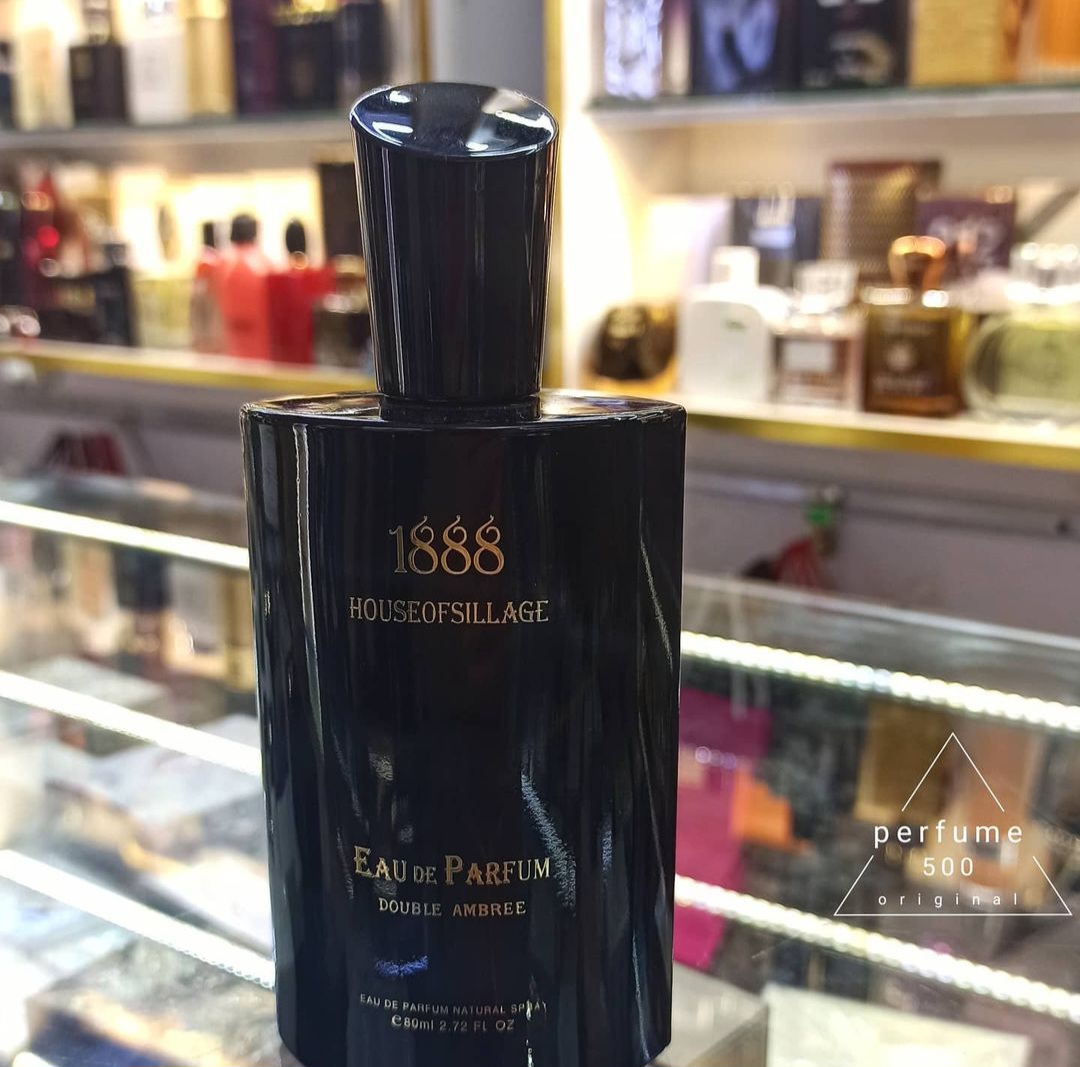 1888
HOUSEOFSILLAGE
EAU DE PARFUM
DOUBLE AMBREE
EAU DE PARFUM NATURAL SPRAY
℮80ml 2.72 FL OZ
perfume
500
original